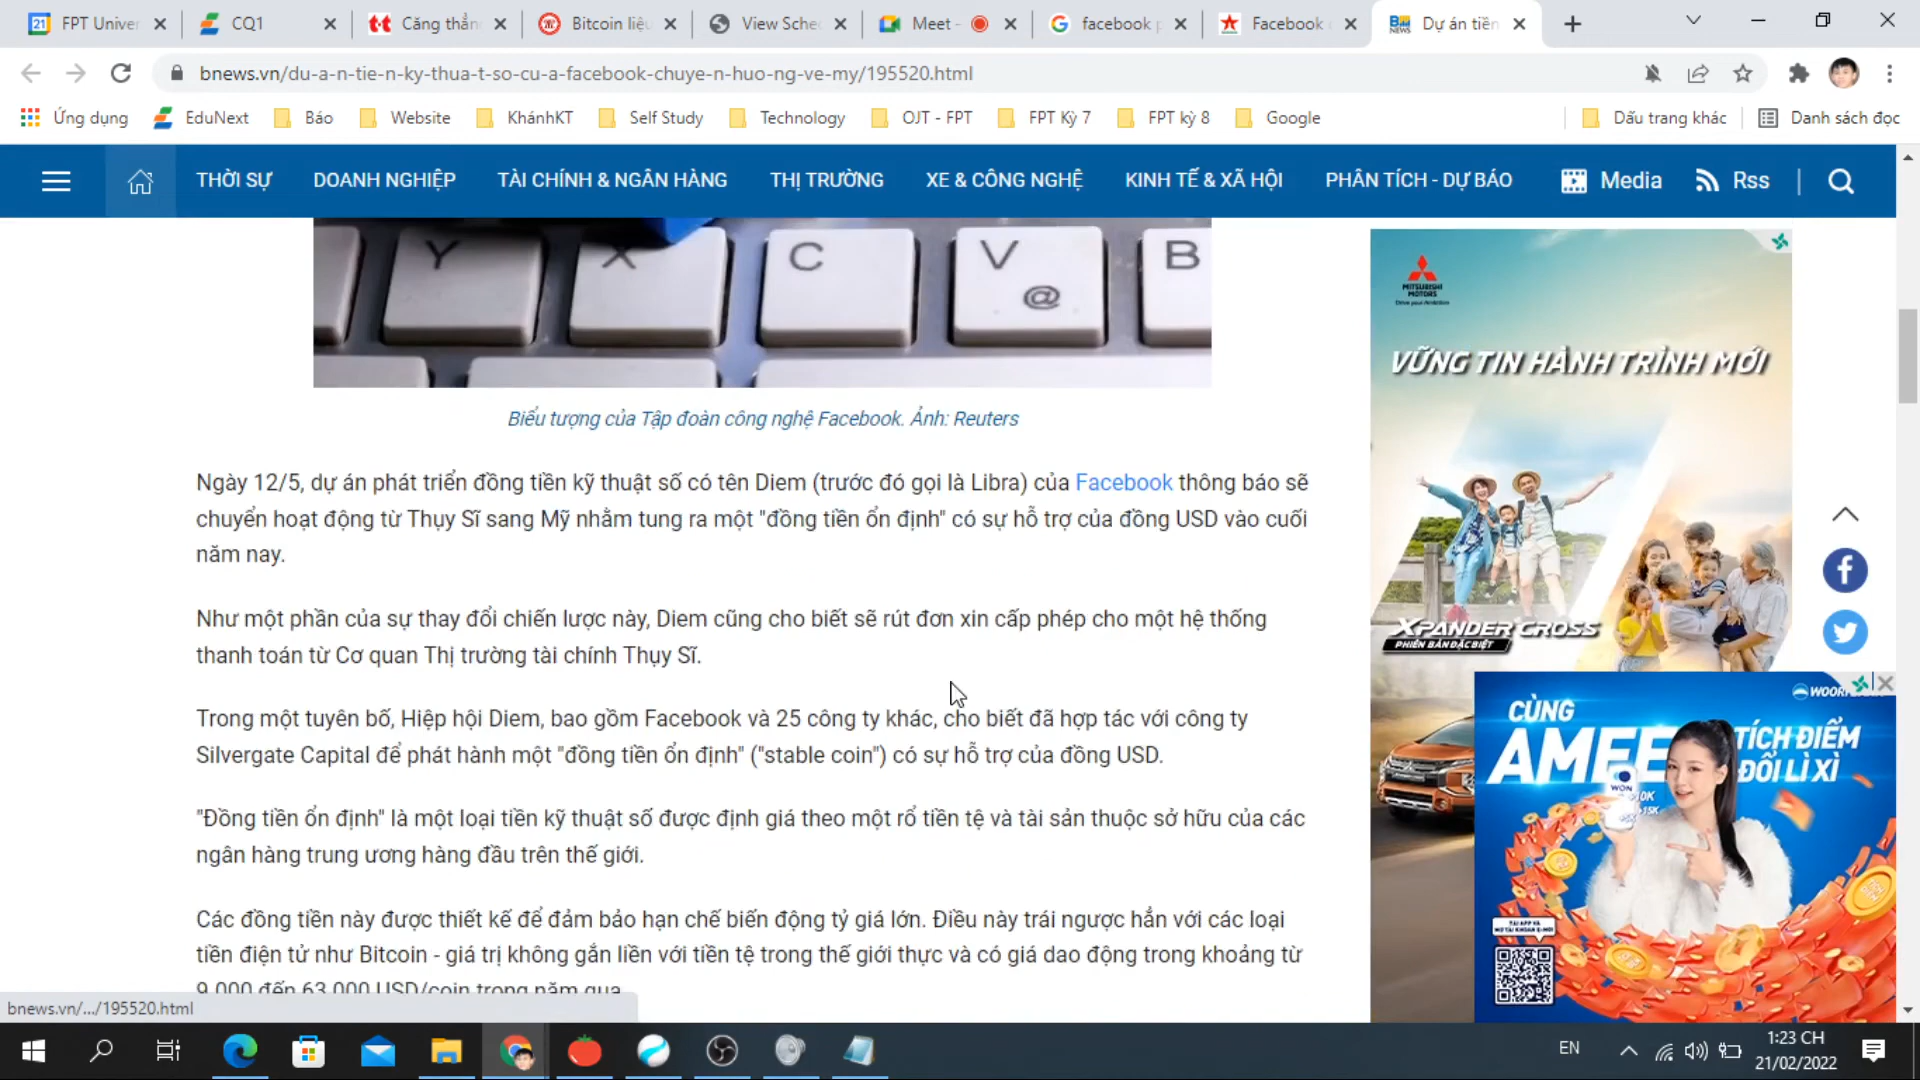 FPT Univer
CQ1
Căng thẳn
Bitcoin liệu
View Sche
Meet -
facebook p
Facebook
Dự án tiền
bnews.vn/du-a-n-tie-n-ky-thua-t-so-cu-a-facebook-chuye-n-huo-ng-ve-my/195520.html
Ứng dụng
EduNext
Báo
Website
KhánhKT
Self Study
Technology
OJT - FPT
FPT Kỳ 7
FPT kỳ 8
Google
Dấu trang khác
Danh sách đọc
THỜI SỰ
DOANH NGHIỆP
TÀI CHÍNH & NGÂN HÀNG
THỊ TRƯỜNG
XE & CÔNG NGHỆ
KINH TẾ & XÃ HỘI
PHÂN TÍCH - DỰ BÁO
Media
Rss
Y
X
C
V
@
B
Biểu tượng của Tập đoàn công nghệ Facebook. Ảnh: Reuters
Ngày 12/5, dự án phát triển đồng tiền kỹ thuật số có tên Diem (trước đó gọi là Libra) của Facebook thông báo sẽ
chuyển hoạt động từ Thụy Sĩ sang Mỹ nhằm tung ra một "đồng tiền ổn định" có sự hỗ trợ của đồng USD vào cuối
năm nay.
Như một phần của sự thay đổi chiến lược này, Diem cũng cho biết sẽ rút đơn xin cấp phép cho một hệ thống
thanh toán từ Cơ quan Thị trường tài chính Thụy Sĩ.
Trong một tuyên bố, Hiệp hội Diem, bao gồm Facebook và 25 công ty khác, cho biết đã hợp tác với công ty
Silvergate Capital để phát hành một "đồng tiền ổn định" ("stable coin") có sự hỗ trợ của đồng USD.
"Đồng tiền ổn định" là một loại tiền kỹ thuật số được định giá theo một rổ tiền tệ và tài sản thuộc sở hữu của các
ngân hàng trung ương hàng đầu trên thế giới.
Các đồng tiền này được thiết kế để đảm bảo hạn chế biến động tỷ giá lớn. Điều này trái ngược hẳn với các loại
tiền điện tử như Bitcoin - giá trị không gắn liền với tiền tệ trong thế giới thực và có giá dao động trong khoảng từ
9.000 đến 63.000 USD/coin trong năm qua.
MITSUBISHI
MOTORS
Drive your Ambition
VỮNG TIN HÀNH TRÌNH MỚI
XPANDER CROSS
PHIÊN BẢN ĐẶC BIỆT
CÙNG
AMEE
TÍCH ĐIỂM
ĐỔI LÌ XÌ
WON
bnews.vn/.../195520.html
EN
1:23 CH
21/02/2022